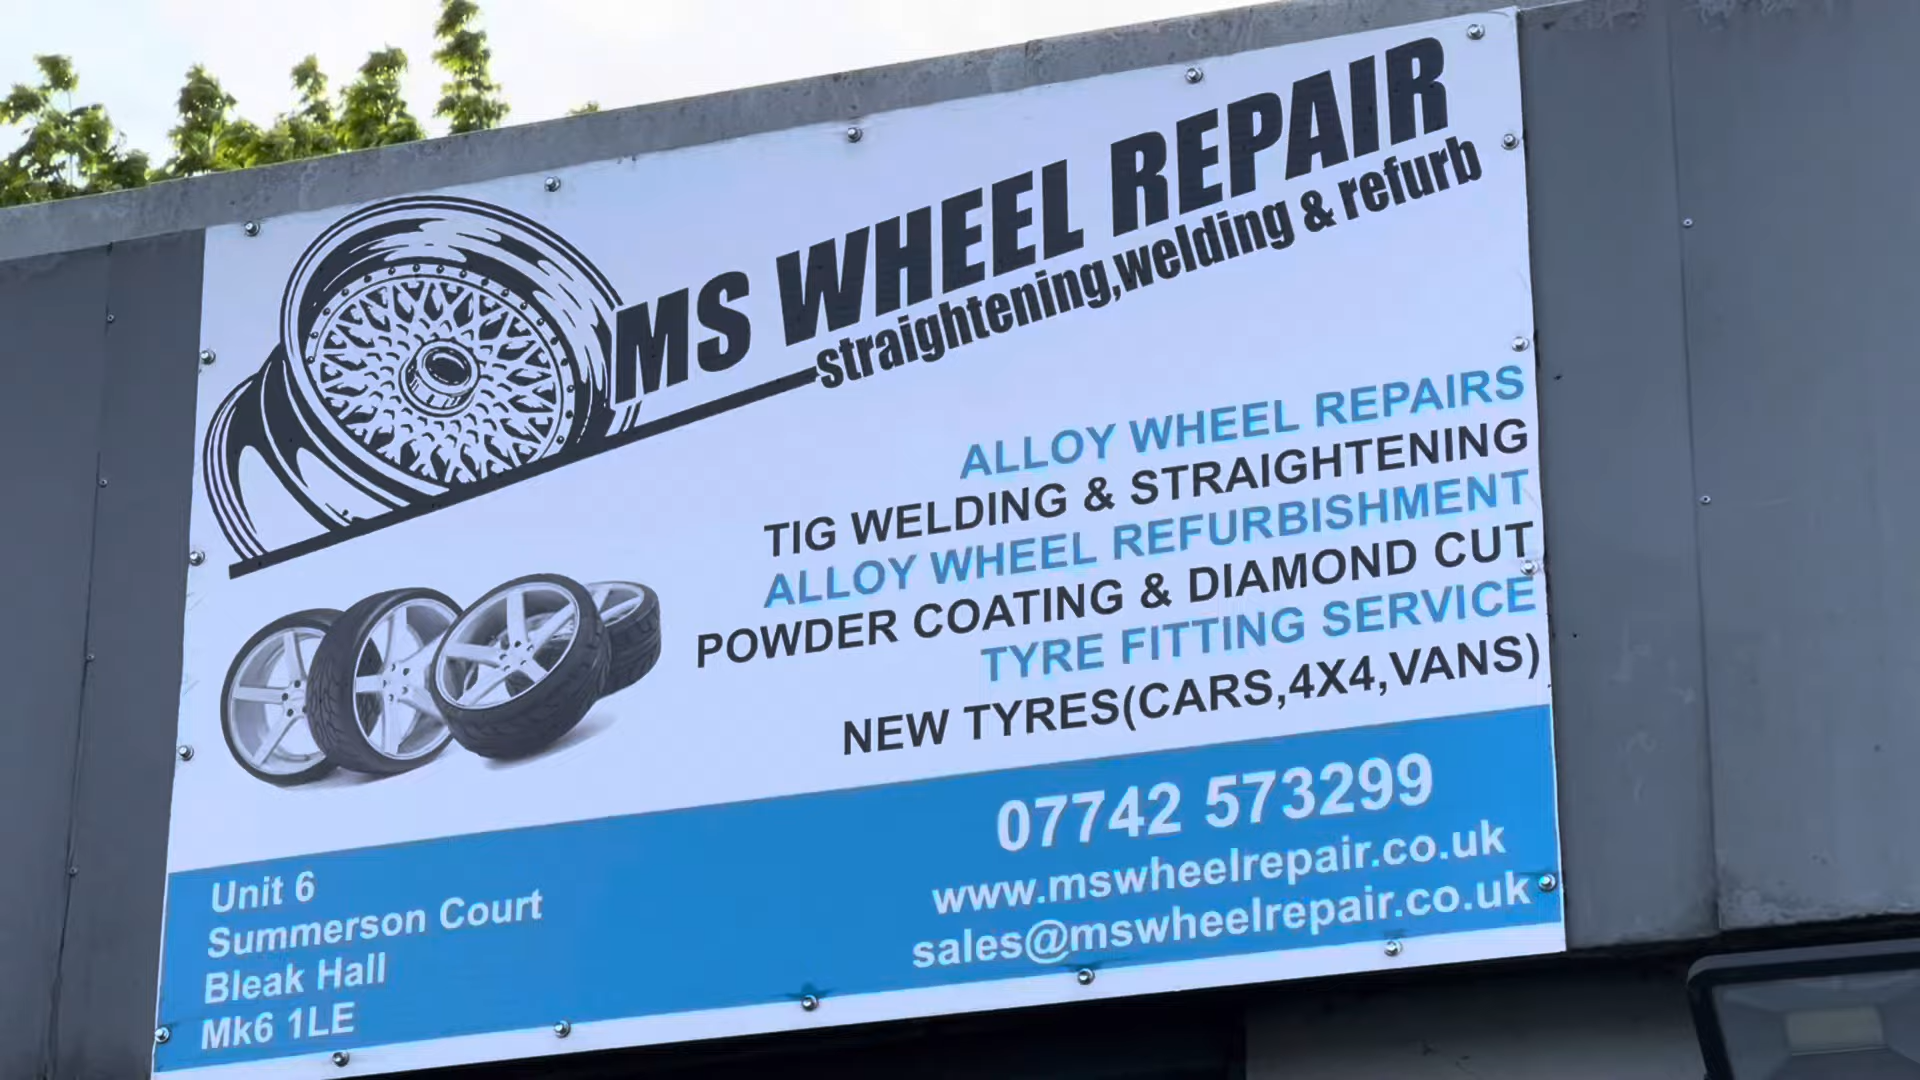 MS WHEEL REPAIR
straightening,welding & refurb
ALLOY WHEEL REPAIRS
TIG WELDING & STRAIGHTENING
ALLOY WHEEL REFURBISHMENT
POWDER COATING & DIAMOND CUT
TYRE FITTING SERVICE
NEW TYRES(CARS,4X4,VANS)
07742 573299
www.mswheelrepair.co.uk
sales@mswheelrepair.co.uk
Unit 6
Summerson Court
Bleak Hall
Mk6 1LE